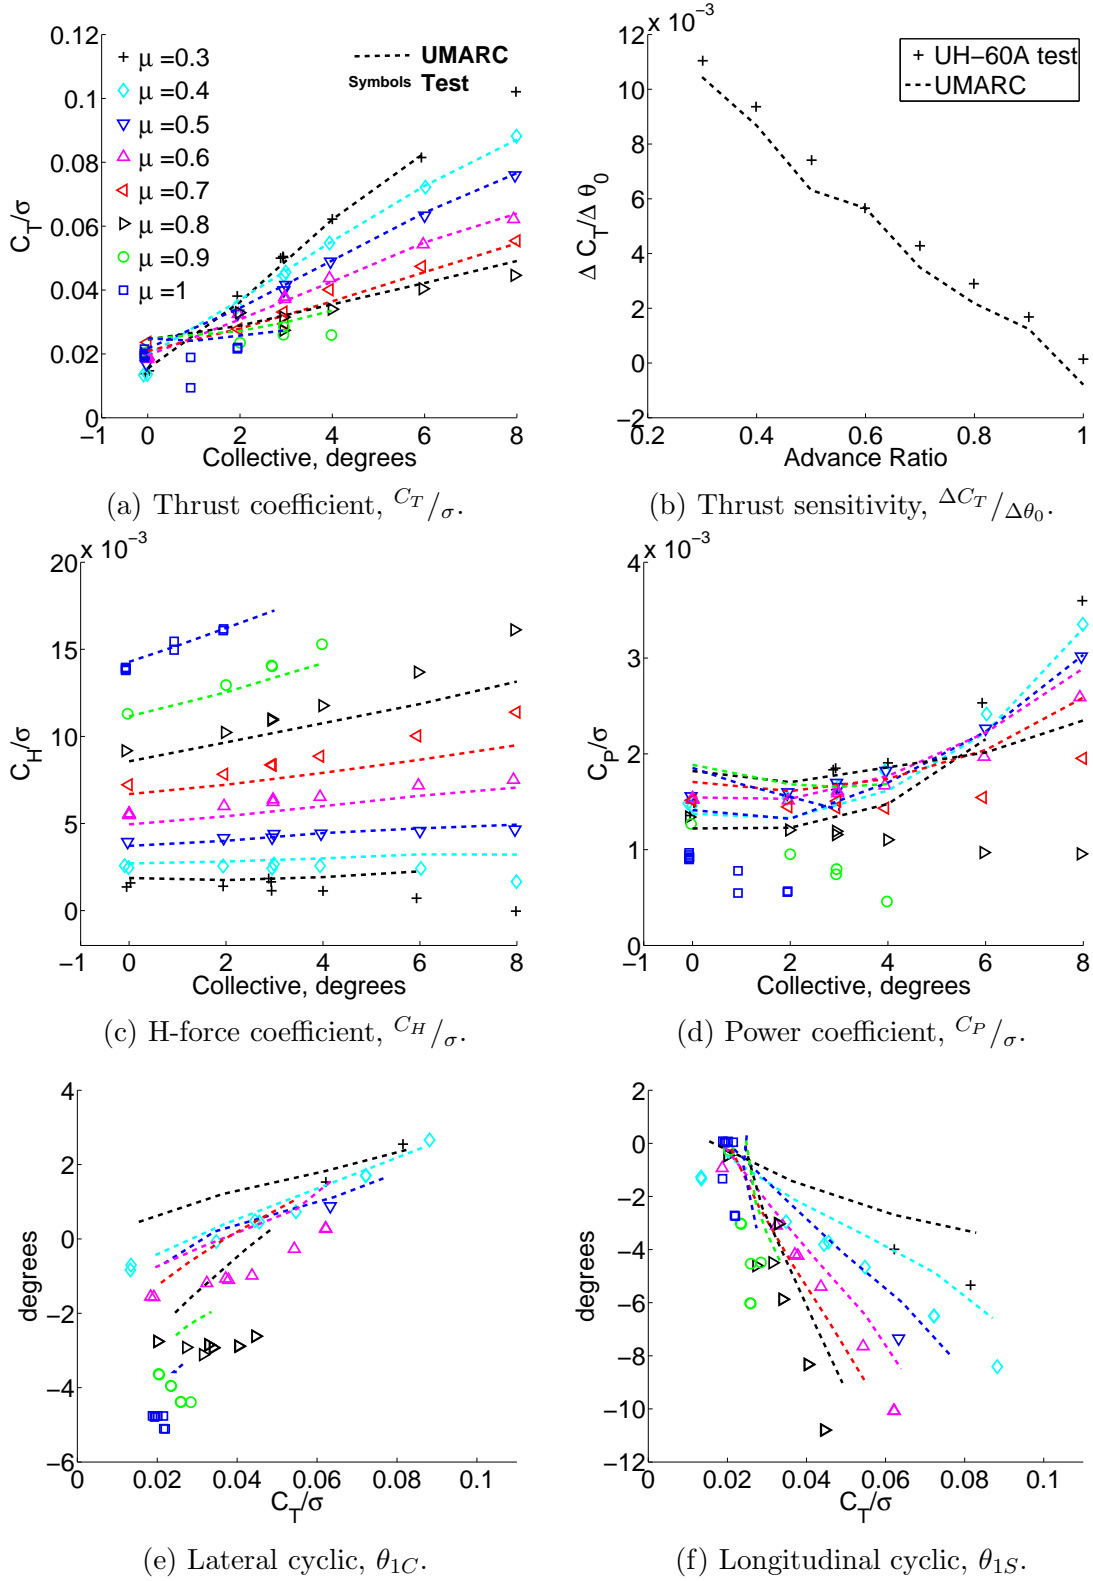 0.12
0.1
0.08
0.06
0.04
0.02
0
−1 0 2 4 6 8
C_T/σ
Collective, degrees
μ =0.3
μ =0.4
μ =0.5
μ =0.6
μ =0.7
μ =0.8
μ =0.9
μ =1
UMARC
Symbols Test
(a) Thrust coefficient, C_T/σ.
x 10⁻³
12
10
8
6
4
2
0
−2
0.2 0.4 0.6 0.8 1
Δ C_T/Δ θ_0
Advance Ratio
UH−60A test
UMARC
(b) Thrust sensitivity, ΔC_T/Δθ_0.
x 10⁻³
20
15
10
5
0
−1 0 2 4 6 8
C_H/σ
Collective, degrees
(c) H-force coefficient, C_H/σ.
x 10⁻³
4
3
2
1
0
−1 0 2 4 6 8
C_P/σ
Collective, degrees
(d) Power coefficient, C_P/σ.
4
2
0
−2
−4
−6
0 0.02 0.04 0.06 0.08 0.1
degrees
C_T/σ
(e) Lateral cyclic, θ_1C.
2
0
−2
−4
−6
−8
−10
−12
0 0.02 0.04 0.06 0.08 0.1
degrees
C_T/σ
(f) Longitudinal cyclic, θ_1S.